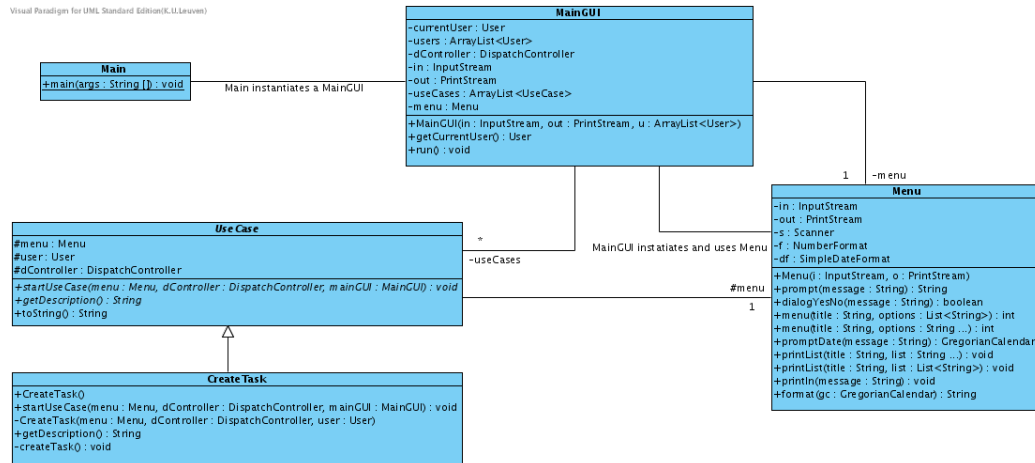 Visual Paradigm for UML Standard Edition(K.U.Leuven)
MainGUI
-currentUser : User
-users : ArrayList<User>
-dController : DispatchController
-in : InputStream
-out : PrintStream
-useCases : ArrayList<UseCase>
-menu : Menu
+MainGUI(in : InputStream, out : PrintStream, u : ArrayList<User>)
+getCurrentUser() : User
+run() : void
Main
+main(args : String []) : void
Main instantiates a MainGUI
1
-menu
Menu
-in : InputStream
-out : PrintStream
-s : Scanner
-f : NumberFormat
-df : SimpleDateFormat
+Menu(i : InputStream, o : PrintStream)
+prompt(message : String) : String
+dialogYesNo(message : String) : boolean
+menu(title : String, options : List<String>) : int
+menu(title : String, options : String ...) : int
+promptDate(message : String) : GregorianCalendar
+printList(title : String, list : String ...) : void
+printList(title : String, list : List<String>) : void
+println(message : String) : void
+format(gc : GregorianCalendar) : String
MainGUI instatiates and uses Menu
*
-useCases
#menu
1
Use Case
#menu : Menu
#user : User
#dController : DispatchController
+startUseCase(menu : Menu, dController : DispatchController, mainGUI : MainGUI) : void
+getDescription() : String
+toString() : String
CreateTask
+CreateTask()
+startUseCase(menu : Menu, dController : DispatchController, mainGUI : MainGUI) : void
-CreateTask(menu : Menu, dController : DispatchController, user : User)
+getDescription() : String
-createTask() : void